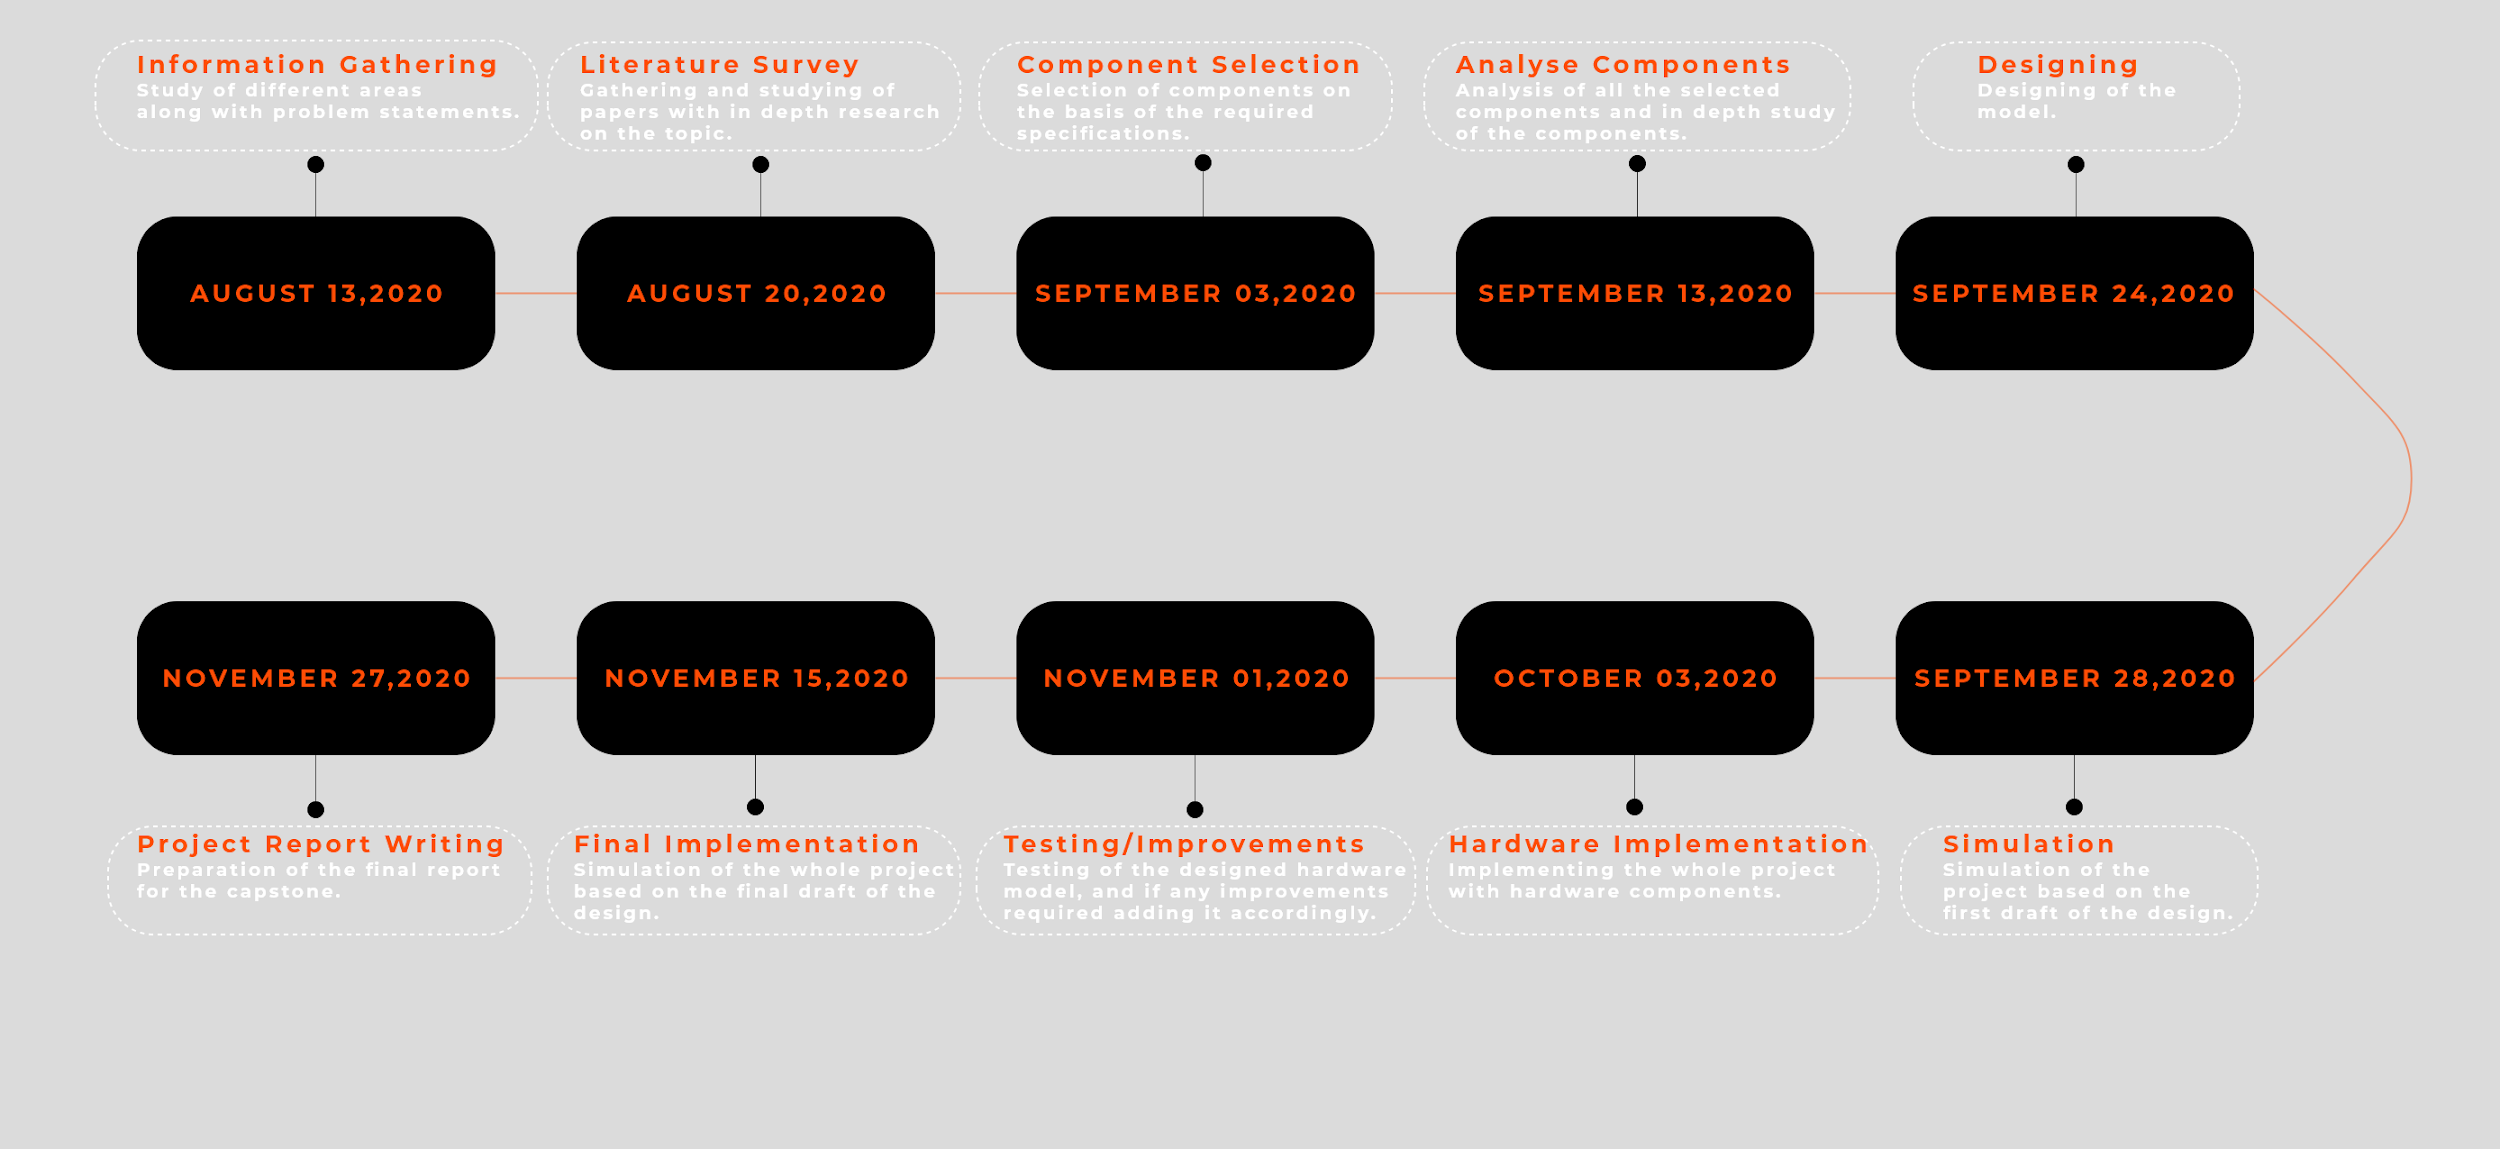 Information Gathering
Study of different areas
along with problem statements.
Literature Survey
Gathering and studying of
papers with in depth research
on the topic.
Component Selection
Selection of components on
the basis of the required
specifications.
Analyse Components
Analysis of all the selected
components and in depth study
of the components.
Designing
Designing of the
model.
AUGUST 13,2020
AUGUST 20,2020
SEPTEMBER 03,2020
SEPTEMBER 13,2020
SEPTEMBER 24,2020
NOVEMBER 27,2020
NOVEMBER 15,2020
NOVEMBER 01,2020
OCTOBER 03,2020
SEPTEMBER 28,2020
Project Report Writing
Preparation of the final report
for the capstone.
Final Implementation
Simulation of the whole project
based on the final draft of the
design.
Testing/Improvements
Testing of the designed hardware
model, and if any improvements
required adding it accordingly.
Hardware Implementation
Implementing the whole project
with hardware components.
Simulation
Simulation of the
project based on the
first draft of the design.